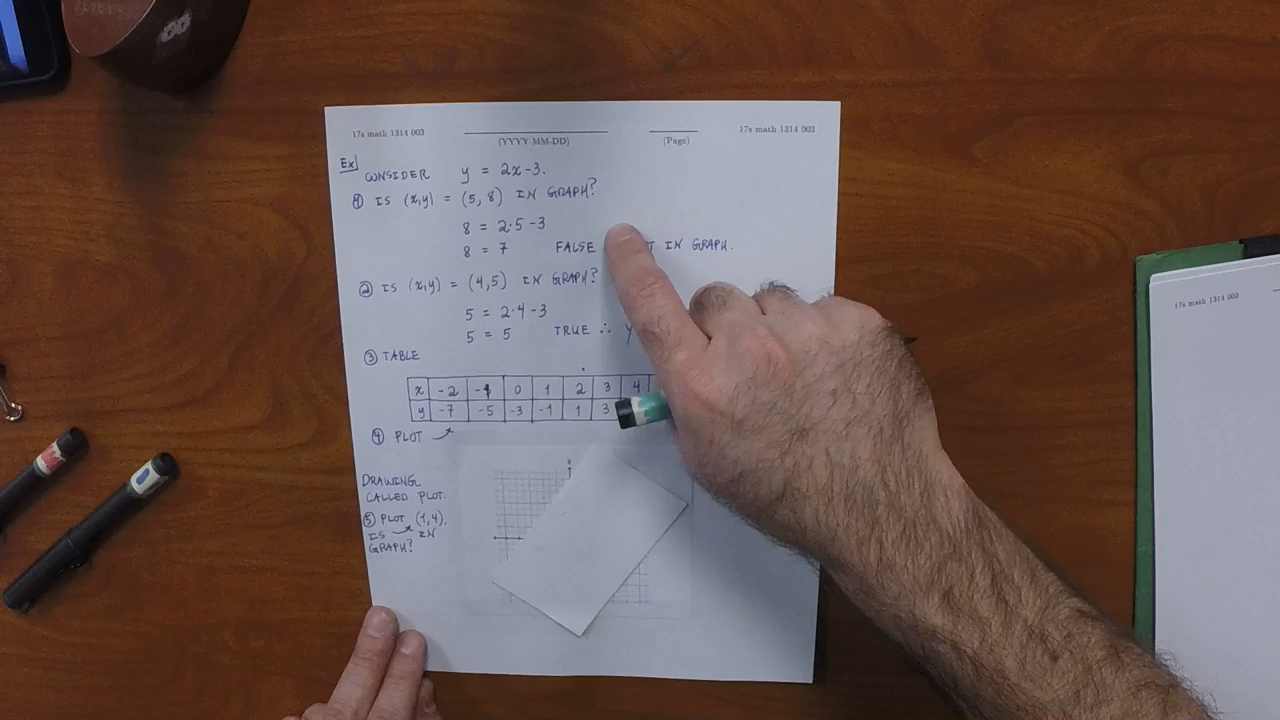 17s math 1314 003
(YYYY-MM-DD)
(Page)
17s math 1314 003
Ex CONSIDER y = 2x-3.
① IS (x,y) = (5, 8) IN GRAPH?
8 = 2·5-3
8 = 7 FALSE IN GRAPH.
② IS (x,y) = (4,5) IN GRAPH?
5 = 2·4-3
5 = 5 TRUE ∴ Y
③ TABLE
x -2 -1 0 1 2 3 4
y -7 -5 -3 -1 1 3
④ PLOT
DRAWING
CALLED PLOT.
⑤ PLOT (1,4).
IS IN
GRAPH?
17s math 1314 003